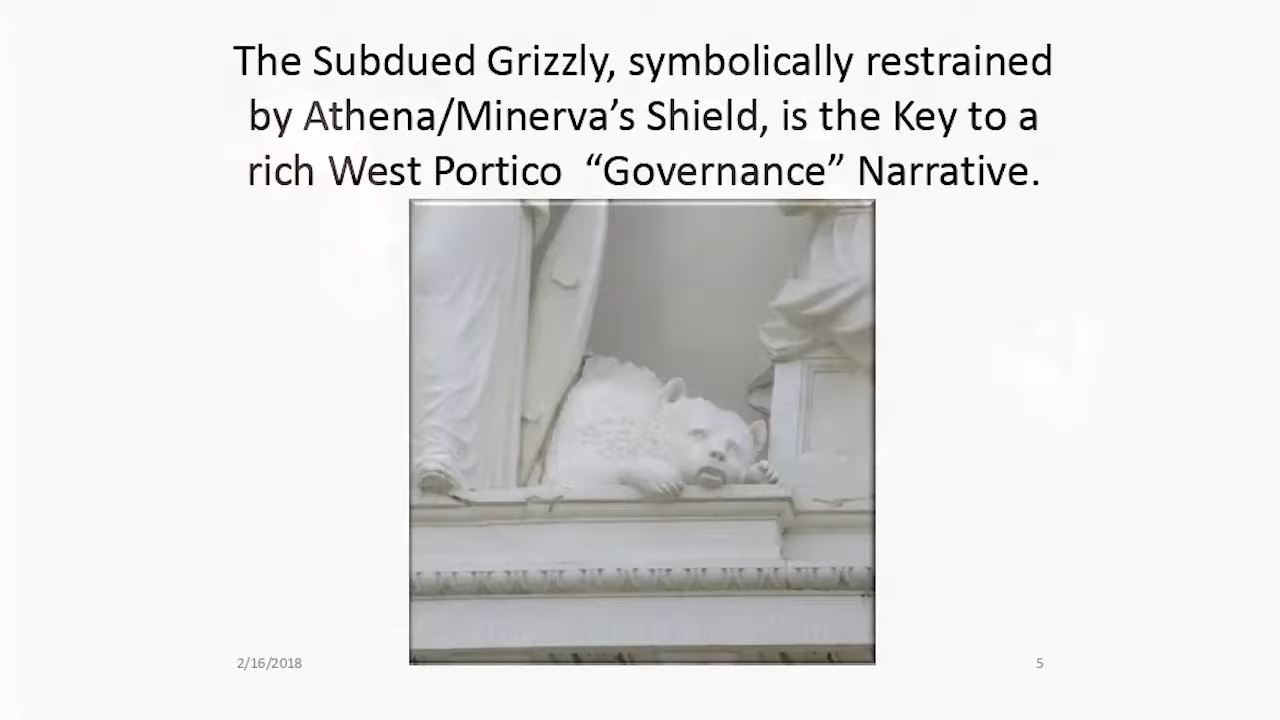 The Subdued Grizzly, symbolically restrained
by Athena/Minerva’s Shield, is the Key to a
rich West Portico “Governance” Narrative.
2/16/2018
5